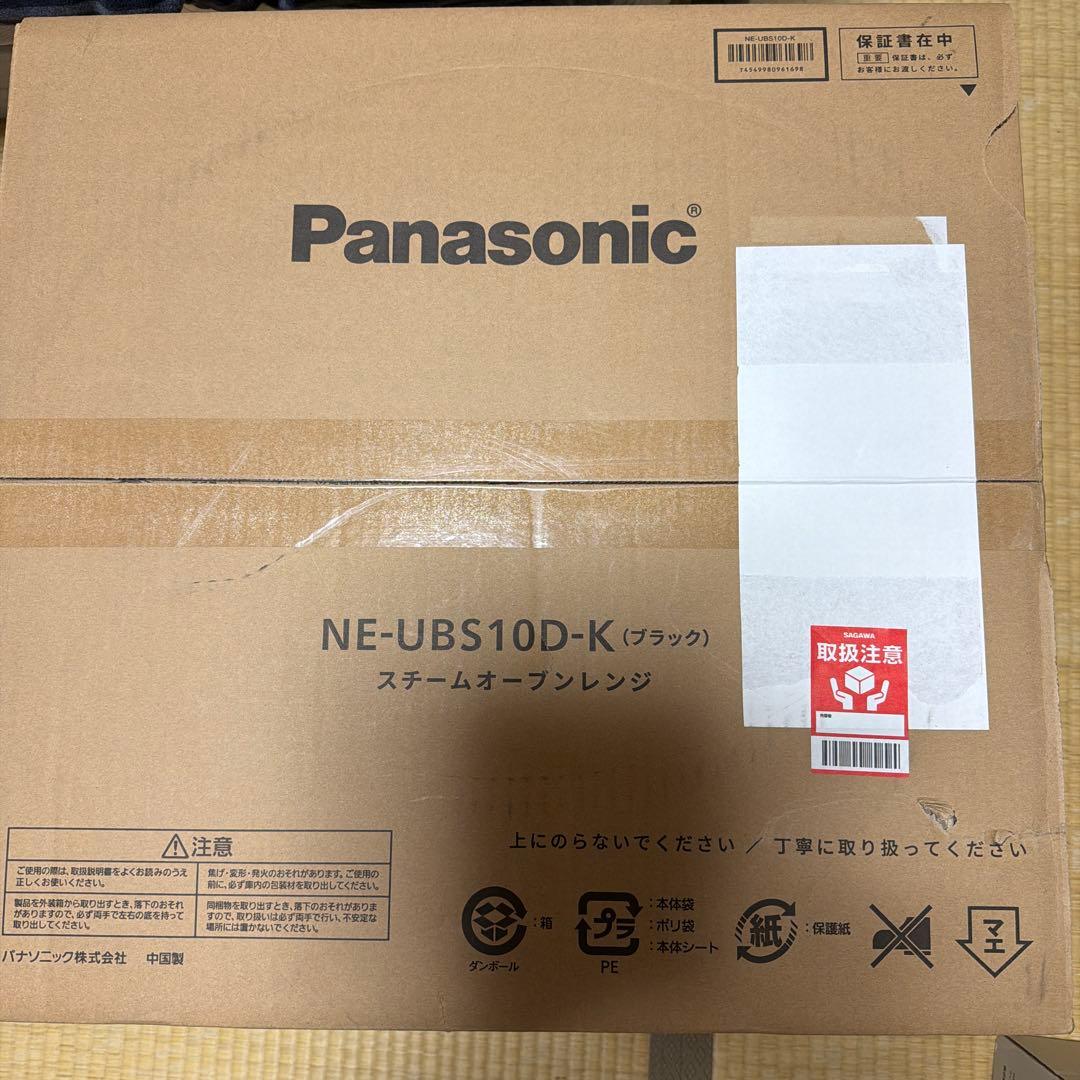 NE-UBS10D-K
T4549980961698
保証書在中
重要 保証書は、必ず
お客様にお渡しください。
Panasonic®
NE-UBS10D-K(ブラック)
スチームオーブンレンジ
SAGAWA
取扱注意
上にのらないでください / 丁寧に取り扱ってください
注意
ご使用の際は、取扱説明書をよくお読みのうえ
正しくお使いください。
焦げ・変形・発火のおそれがあります。ご使用の
前に、必ず庫内の包装材を取り出してください。
製品を外装箱から取り出すとき、落下のおそれ
がありますので、必ず両手で左右の底を持って
取り出してください。
同梱物を取り出すとき、落下のおそれがありま
すので、取り扱いは必ず両手で行い、不安定な
場所には置かないでください。
パナソニック株式会社 中国製
:箱
ダンボール
プラ
PE
:本体袋
:ポリ袋
:本体シート
紙
:保護紙
マエ